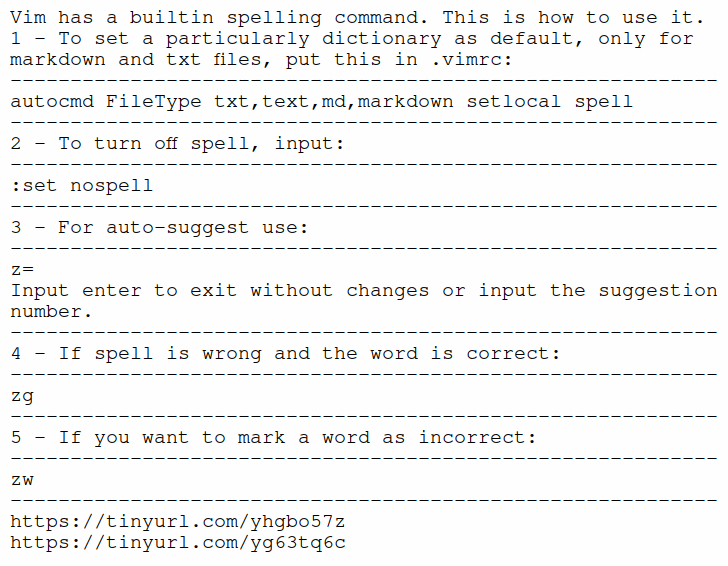 Vim has a builtin spelling command. This is how to use it.
1 - To set a particularly dictionary as default, only for
markdown and txt files, put this in .vimrc:
-----------------------------------------------------------
autocmd FileType txt,text,md,markdown setlocal spell
-----------------------------------------------------------
2 - To turn off spell, input:
-----------------------------------------------------------
:set nospell
-----------------------------------------------------------
3 - For auto-suggest use:
-----------------------------------------------------------
z=
Input enter to exit without changes or input the suggestion
number.
-----------------------------------------------------------
4 - If spell is wrong and the word is correct:
-----------------------------------------------------------
zg
-----------------------------------------------------------
5 - If you want to mark a word as incorrect:
-----------------------------------------------------------
zw
-----------------------------------------------------------
https://tinyurl.com/yhgbo57z
https://tinyurl.com/yg63tq6c